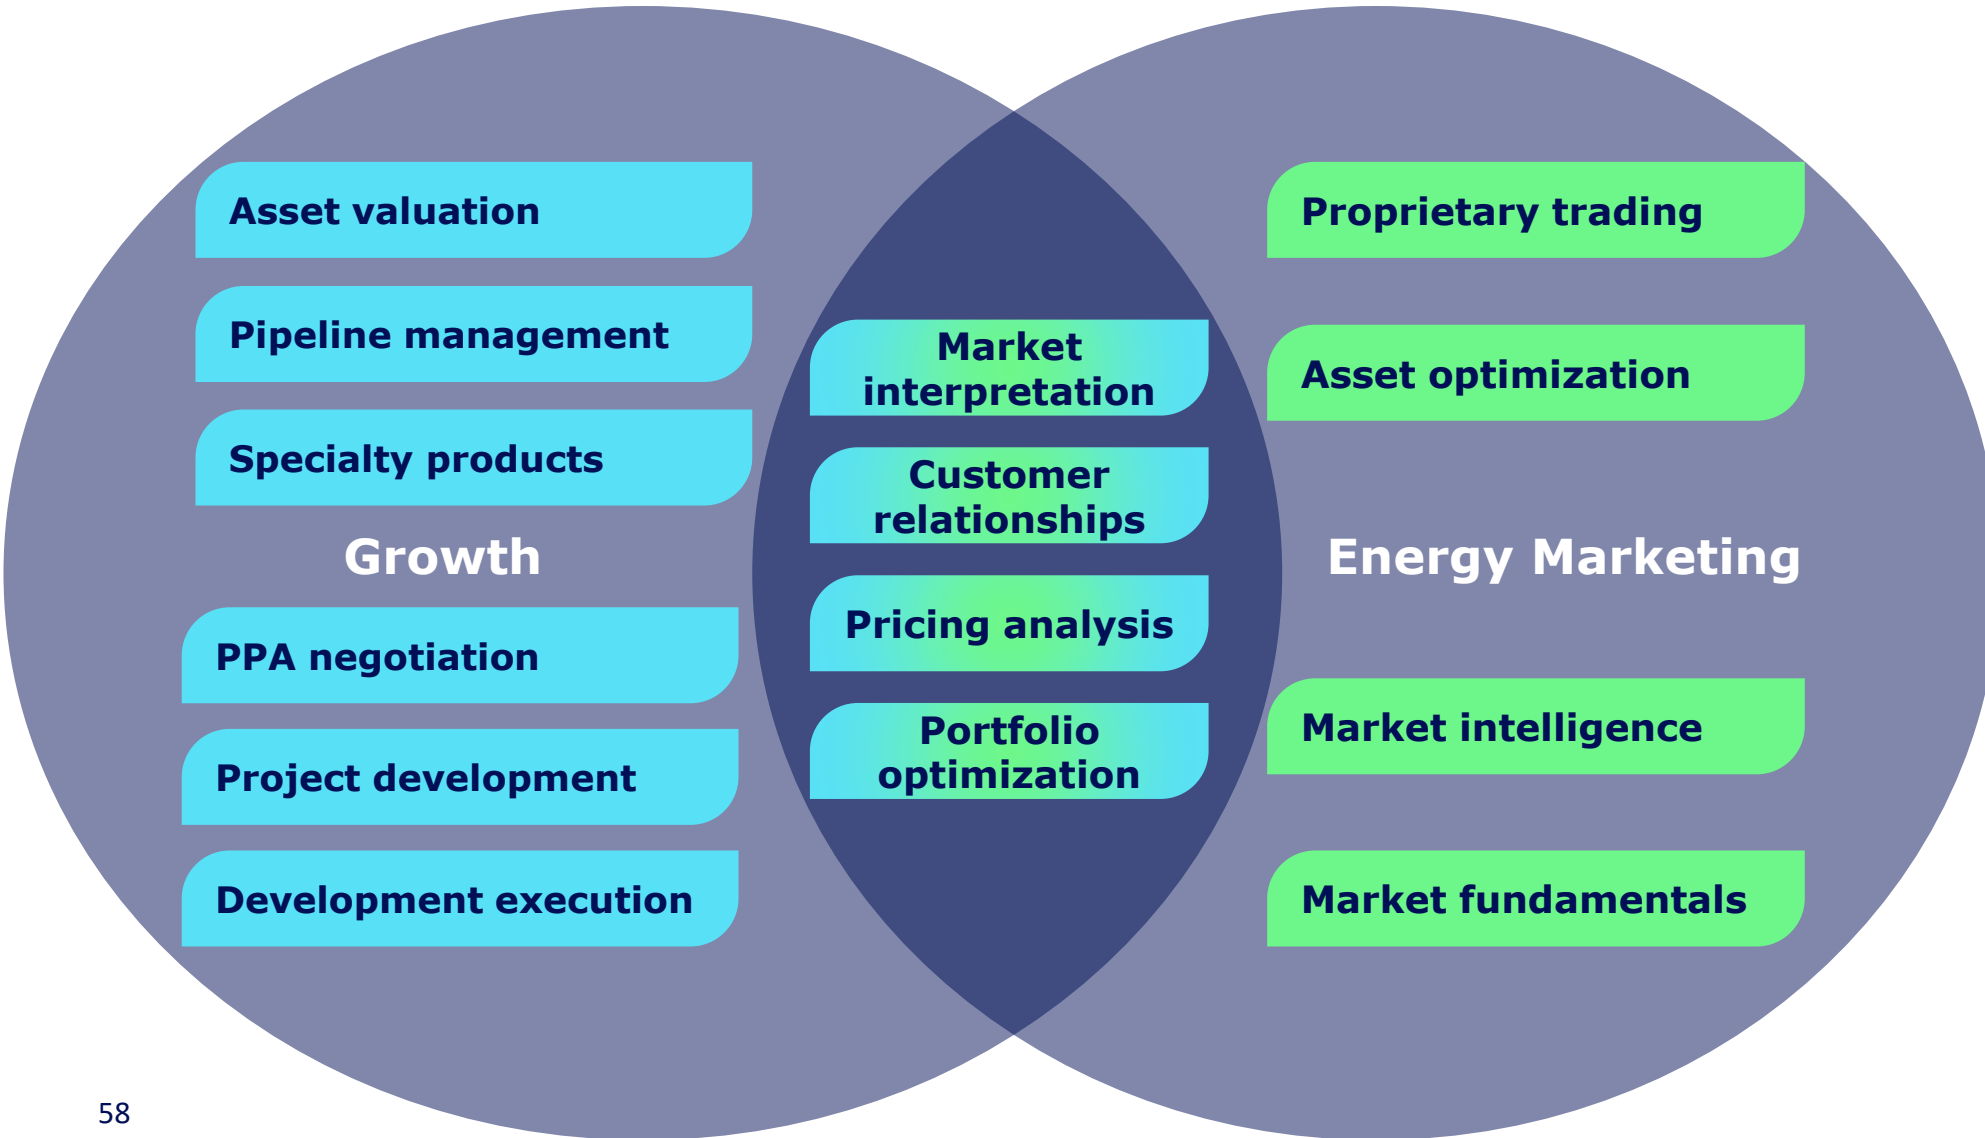 Asset valuation
Pipeline management
Specialty products
Growth
PPA negotiation
Project development
Development execution
Market
interpretation
Customer
relationships
Pricing analysis
Portfolio
optimization
Proprietary trading
Asset optimization
Energy Marketing
Market intelligence
Market fundamentals
58